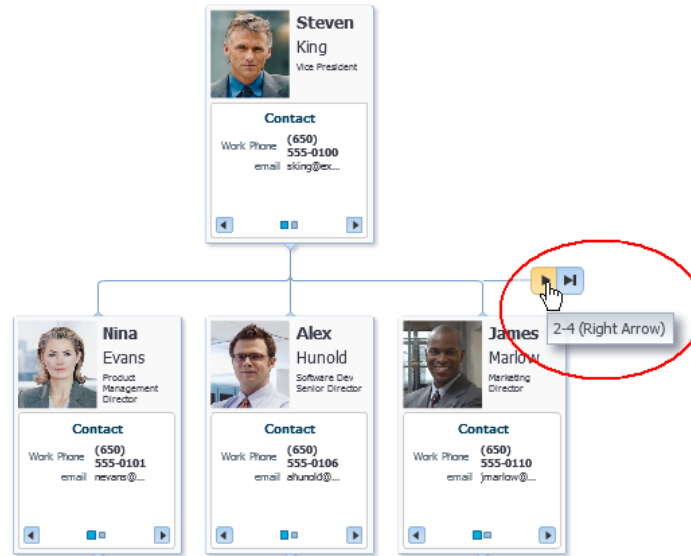 Steven
King
Vice President
Contact
Work Phone (650) 555-0100
email sking@ex...
2-4 (Right Arrow)
Nina
Evans
Product
Management
Director
Contact
Work Phone (650) 555-0101
email nevans@...
Alex
Hunold
Software Dev
Senior Director
Contact
Work Phone (650) 555-0106
email ahunold@...
James
Marlow
Marketing
Director
Contact
Work Phone (650) 555-0110
email jmarlow@...